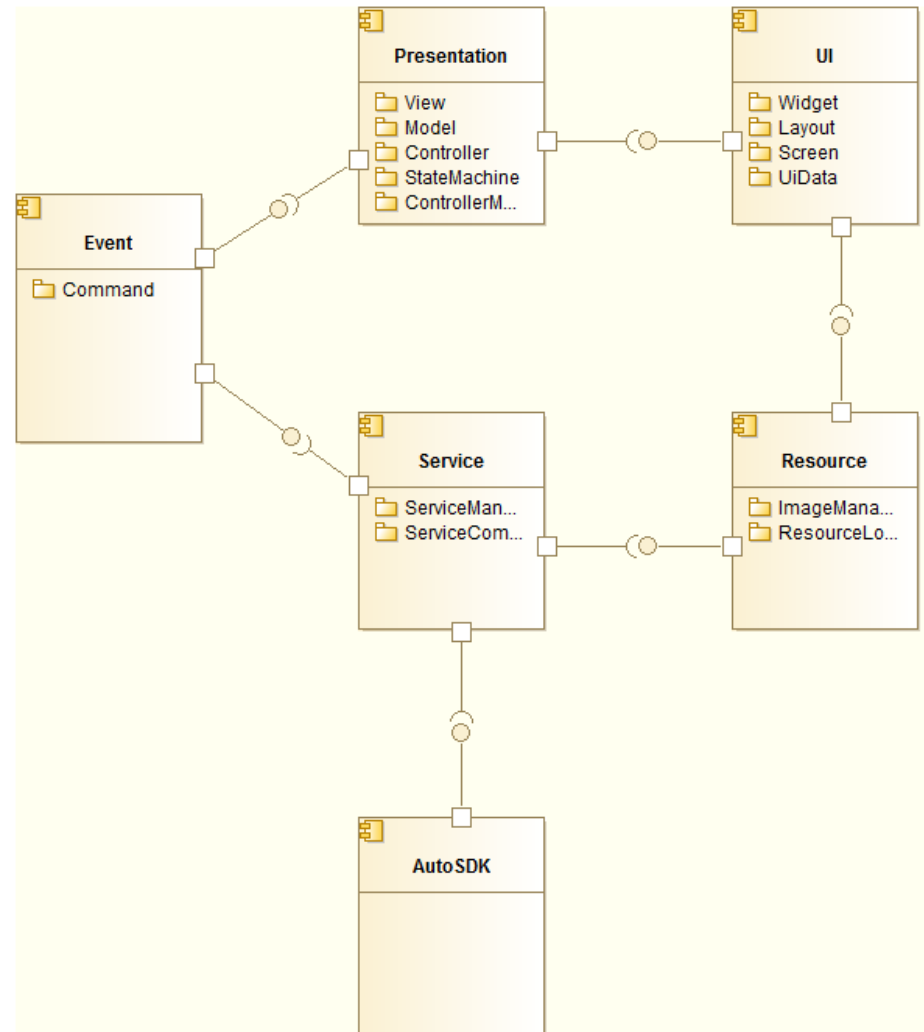 Presentation
View
Model
Controller
StateMachine
ControllerM...
UI
Widget
Layout
Screen
UiData
Event
Command
Service
ServiceMan...
ServiceCom...
Resource
ImageMana...
ResourceLo...
AutoSDK